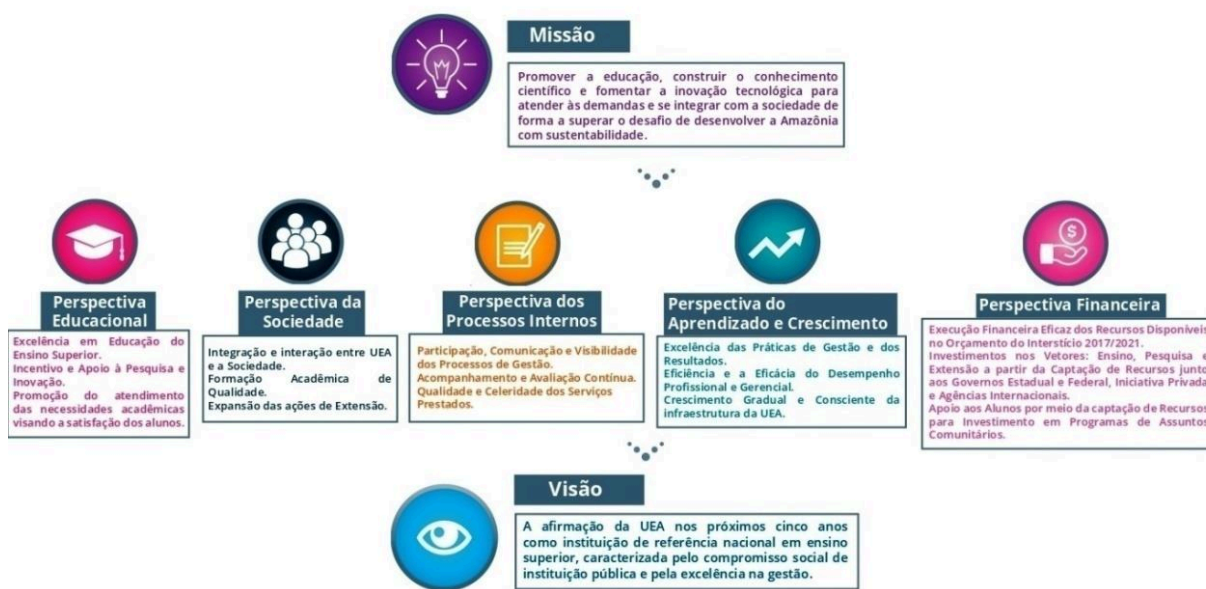 Missão
Promover a educação, construir o conhecimento
científico e fomentar a inovação tecnológica para
atender às demandas e se integrar com a sociedade de
forma a superar o desafio de desenvolver a Amazônia
com sustentabilidade.
Perspectiva
Educacional
Excelência em Educação do
Ensino Superior.
Incentivo e Apoio à Pesquisa e
Inovação.
Promoção do atendimento
das necessidades acadêmicas
visando a satisfação dos alunos.
Perspectiva da
Sociedade
Integração e interação entre UEA
e a Sociedade.
Formação Acadêmica de
Qualidade.
Expansão das ações de Extensão.
Perspectiva dos
Processos Internos
Participação, Comunicação e Visibilidade
dos Processos de Gestão.
Acompanhamento e Avaliação Contínua.
Qualidade e Celeridade dos Serviços
Prestados.
Perspectiva do
Aprendizado e Crescimento
Excelência das Práticas de Gestão e dos
Resultados.
Eficiência e a Eficácia do Desempenho
Profissional e Gerencial.
Crescimento Gradual e Consciente da
infraestrutura da UEA.
Perspectiva Financeira
Execução Financeira Eficaz dos Recursos Disponíveis
no Orçamento do Interstício 2017/2021.
Investimentos nos Vetores: Ensino, Pesquisa e
Extensão a partir da Captação de Recursos junto
aos Governos Estadual e Federal, Iniciativa Privada
e Agências Internacionais.
Apoio aos Alunos por meio da captação de Recursos
para Investimento em Programas de Assuntos
Comunitários.
Visão
A afirmação da UEA nos próximos cinco anos
como instituição de referência nacional em ensino
superior, caracterizada pelo compromisso social de
instituição pública e pela excelência na gestão.